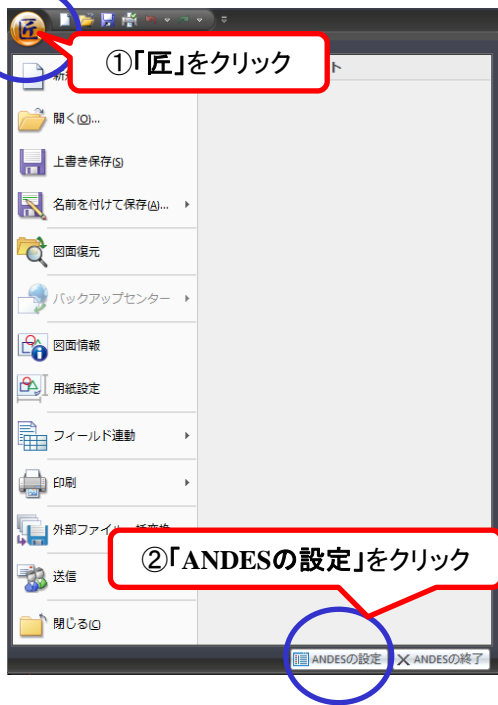 匠
①「匠」をクリック
ト
開く(O)...
上書き保存(S)
名前を付けて保存(A)...
図面復元
バックアップセンター
図面情報
用紙設定
フィールド連動
印刷
外部ファイル
②「ANDESの設定」をクリック
送信
閉じる(C)
ANDESの設定
ANDESの終了